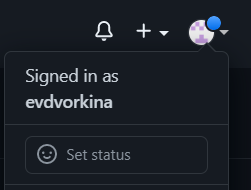 Signed in as
evdvorkina
Set status